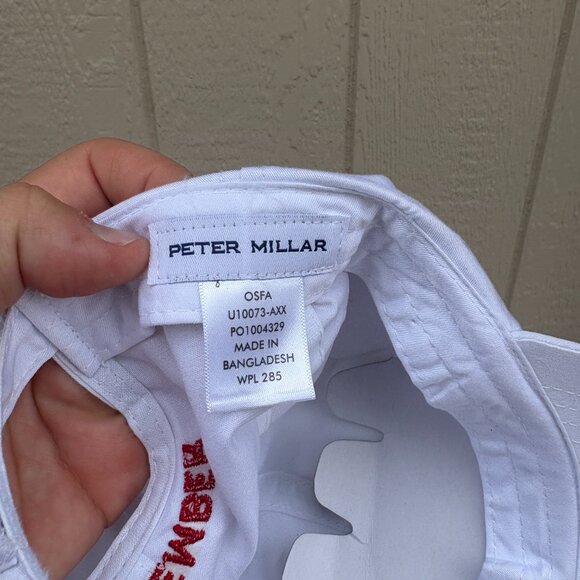 PETER MILLAR
OSFA
U10073-AXX
PO1004329
MADE IN
BANGLADESH
WPL 285